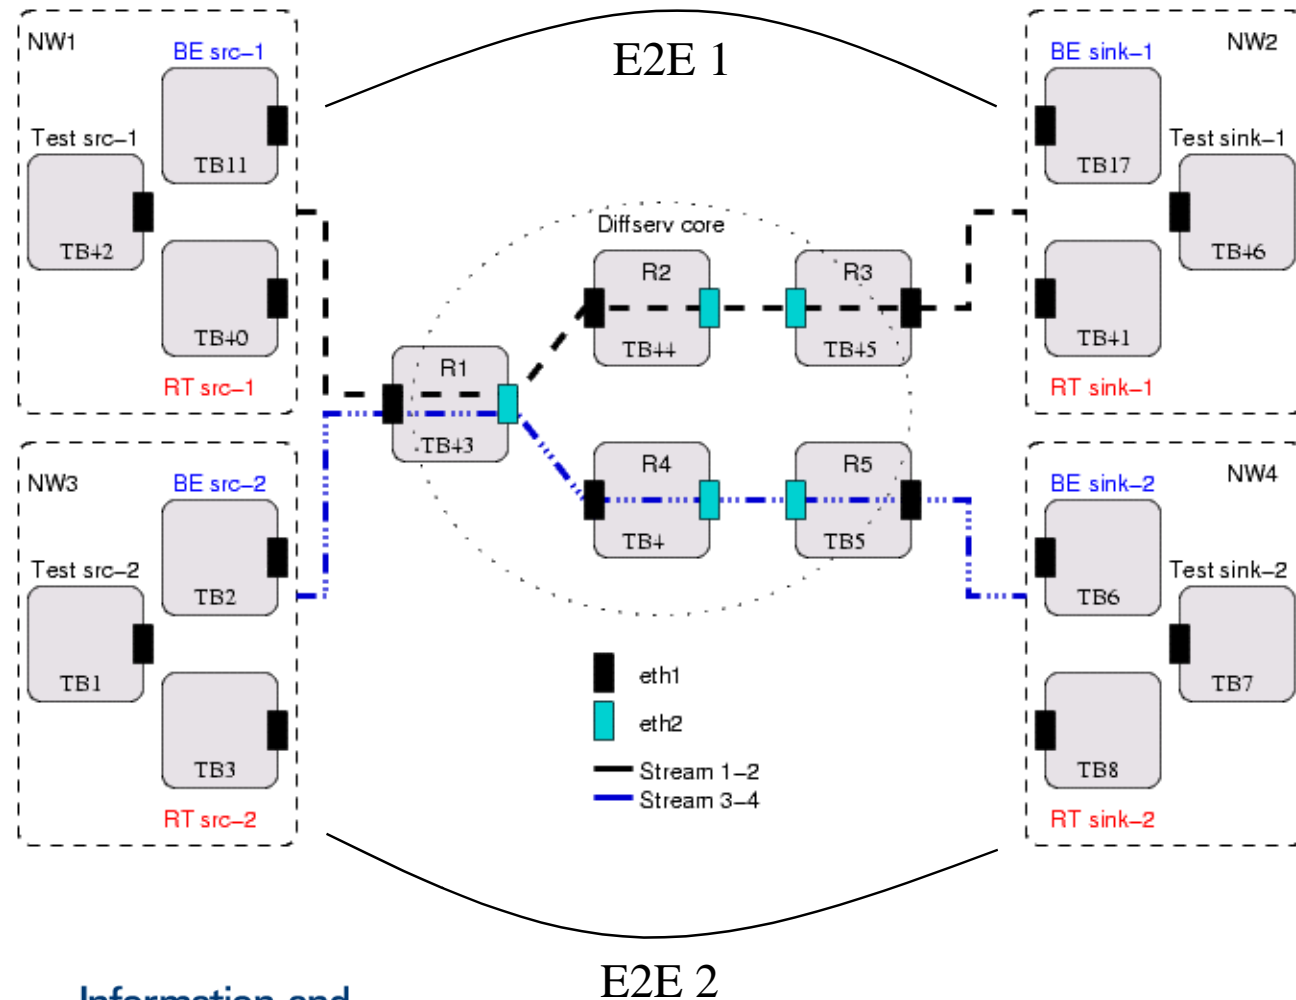 E2E 1
NW1
BE src–1
Test src–1
TB11
TB42
TB40
RT src–1
NW2
BE sink–1
Test sink–1
TB17
TB46
TB41
RT sink–1
Diffserv core
R2
TB44
R3
TB45
R1
TB43
R4
TB4
R5
TB5
NW3
BE src–2
Test src–2
TB2
TB1
TB3
RT src–2
NW4
BE sink–2
Test sink–2
TB6
TB7
TB8
RT sink–2
eth1
eth2
Stream 1–2
Stream 3–4
E2E 2
Information and